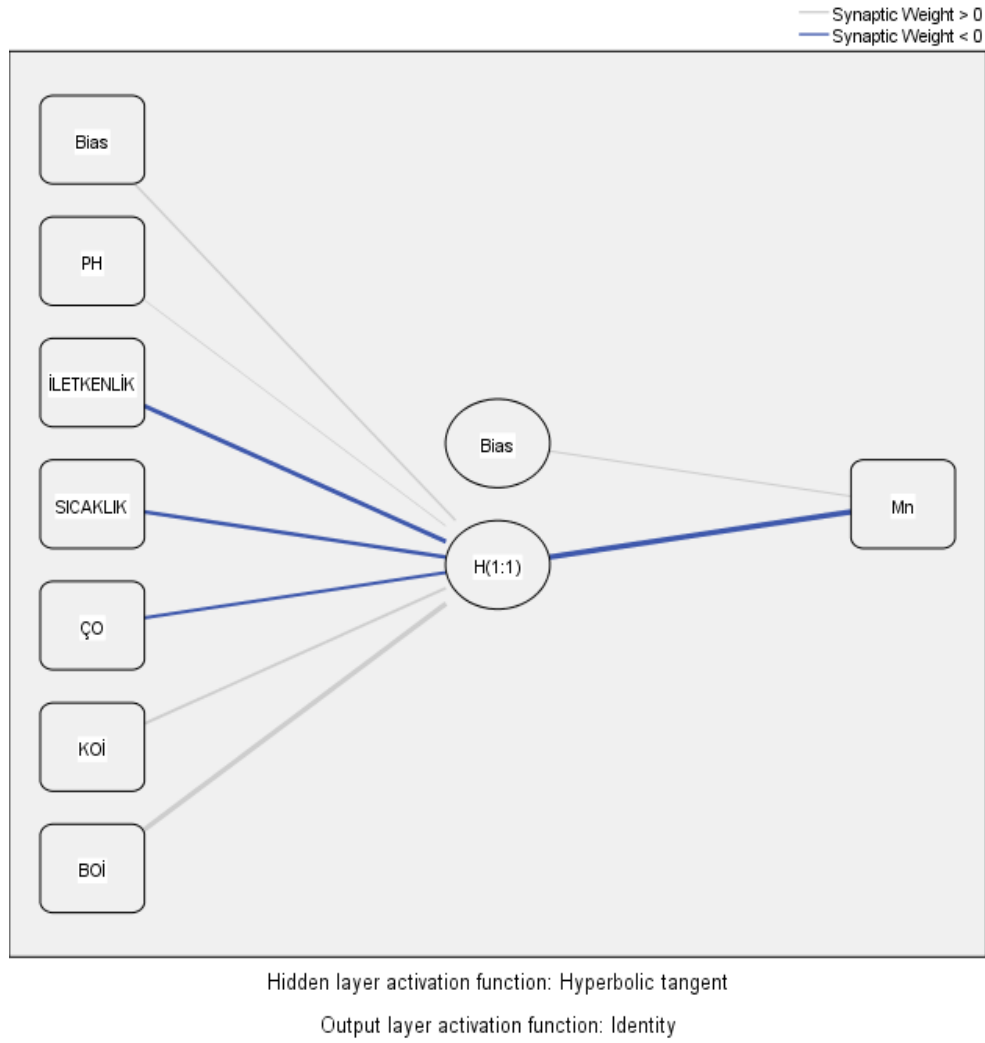 Synaptic Weight > 0
Synaptic Weight < 0
Bias
PH
İLETKENLİK
SICAKLIK
ÇO
KOİ
BOİ
Bias
H(1:1)
Mn
Hidden layer activation function: Hyperbolic tangent
Output layer activation function: Identity